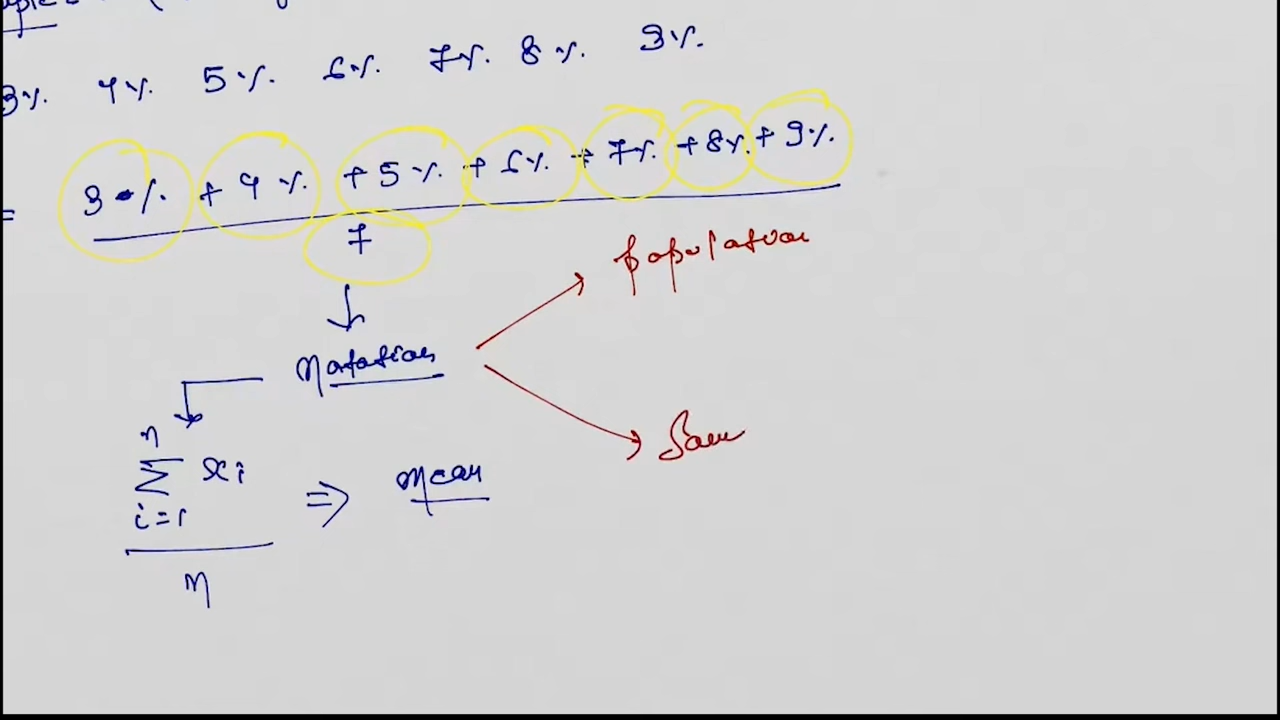 3% 4% 5% 6% 7% 8% 9%
= 3% + 4% + 5% + 6% + 7% + 8% + 9%
7
population
Notation
Sam
n
∑ xi ⇒ mean
i=1
n